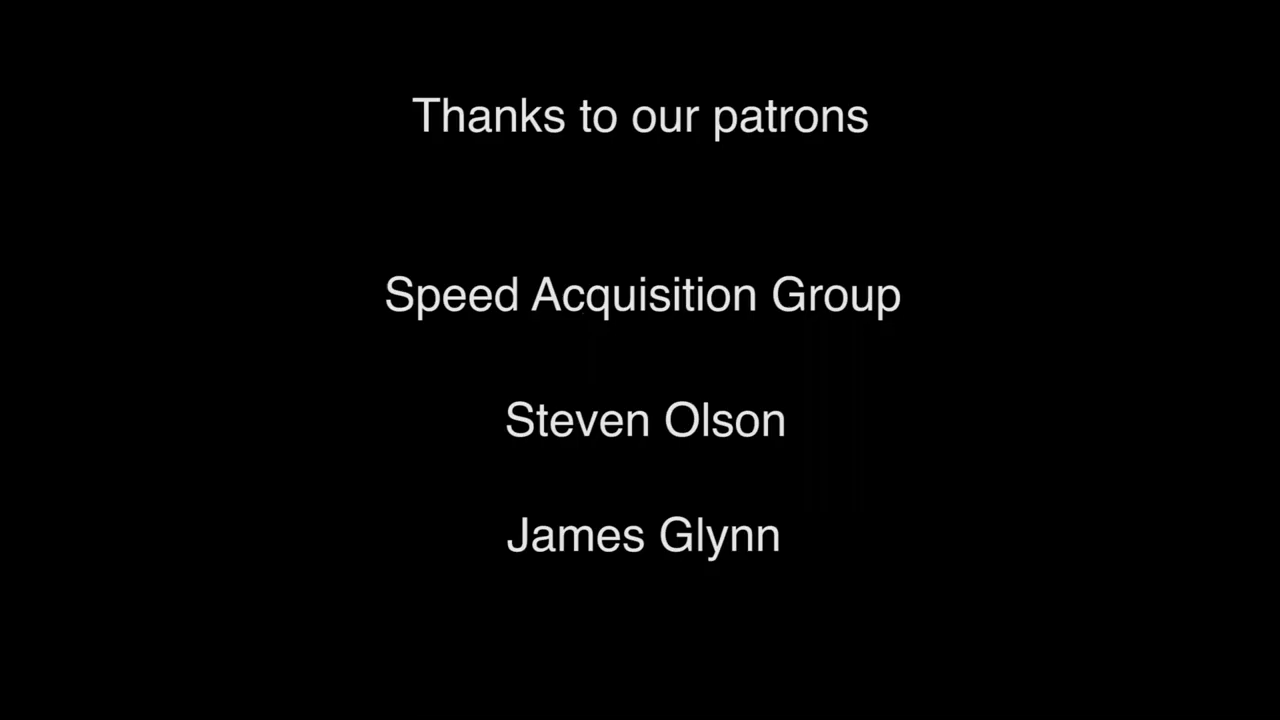 Thanks to our patrons
Speed Acquisition Group
Steven Olson
James Glynn